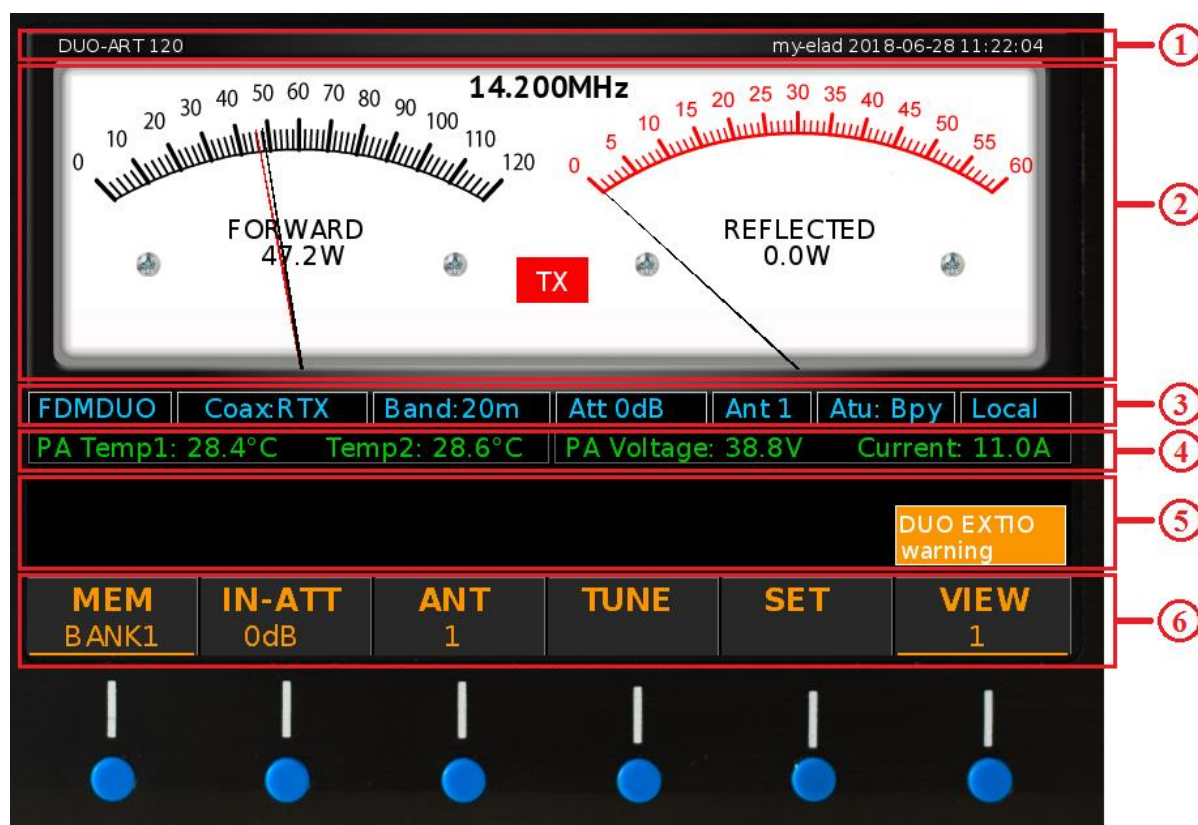 DUO-ART 120 my-elad 2018-06-28 11:22:04 1
14.200MHz
0 10 20 30 40 50 60 70 80 90 100 110 120
0 5 10 15 20 25 30 35 40 45 50 55 60
2
FORWARD
47.2W
REFLECTED
0.0W
TX
FDMDUO Coax:RTX Band:20m Att 0dB Ant 1 Atu: Bpy Local 3
PA Temp1: 28.4°C Temp2: 28.6°C PA Voltage: 38.8V Current: 11.0A 4
DUO EXTIO
warning
5
MEM IN-ATT ANT TUNE SET VIEW
BANK1 0dB 1 1
6